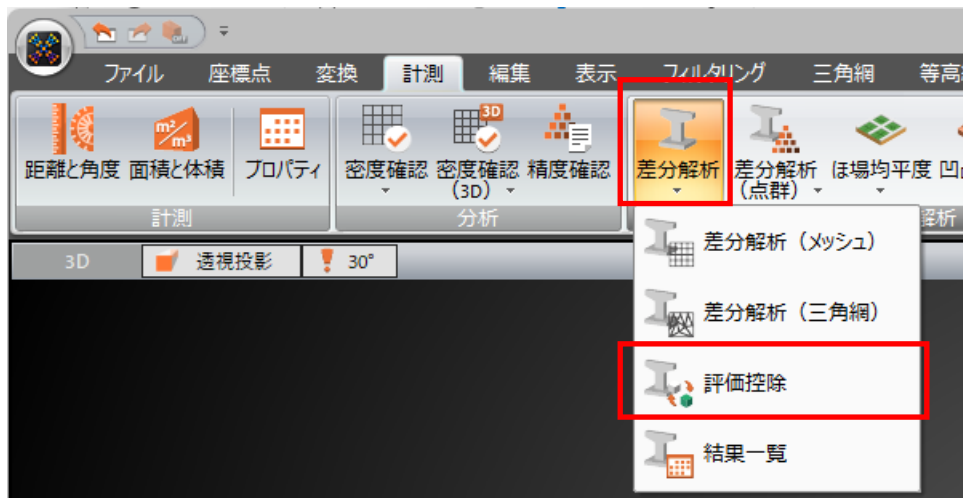 ファイル 座標点 変換 計測 編集 表示 フィルタリング 三角網 等高
m²/m³ 3D
距離と角度 面積と体積 プロパティ 密度確認 密度確認 精度確認 差分解析 差分解析 ほ場均平度
(3D) (点群)
計測 分析 解析
3D 透視投影 30°
差分解析（メッシュ）
差分解析（三角網）
評価控除
結果一覧